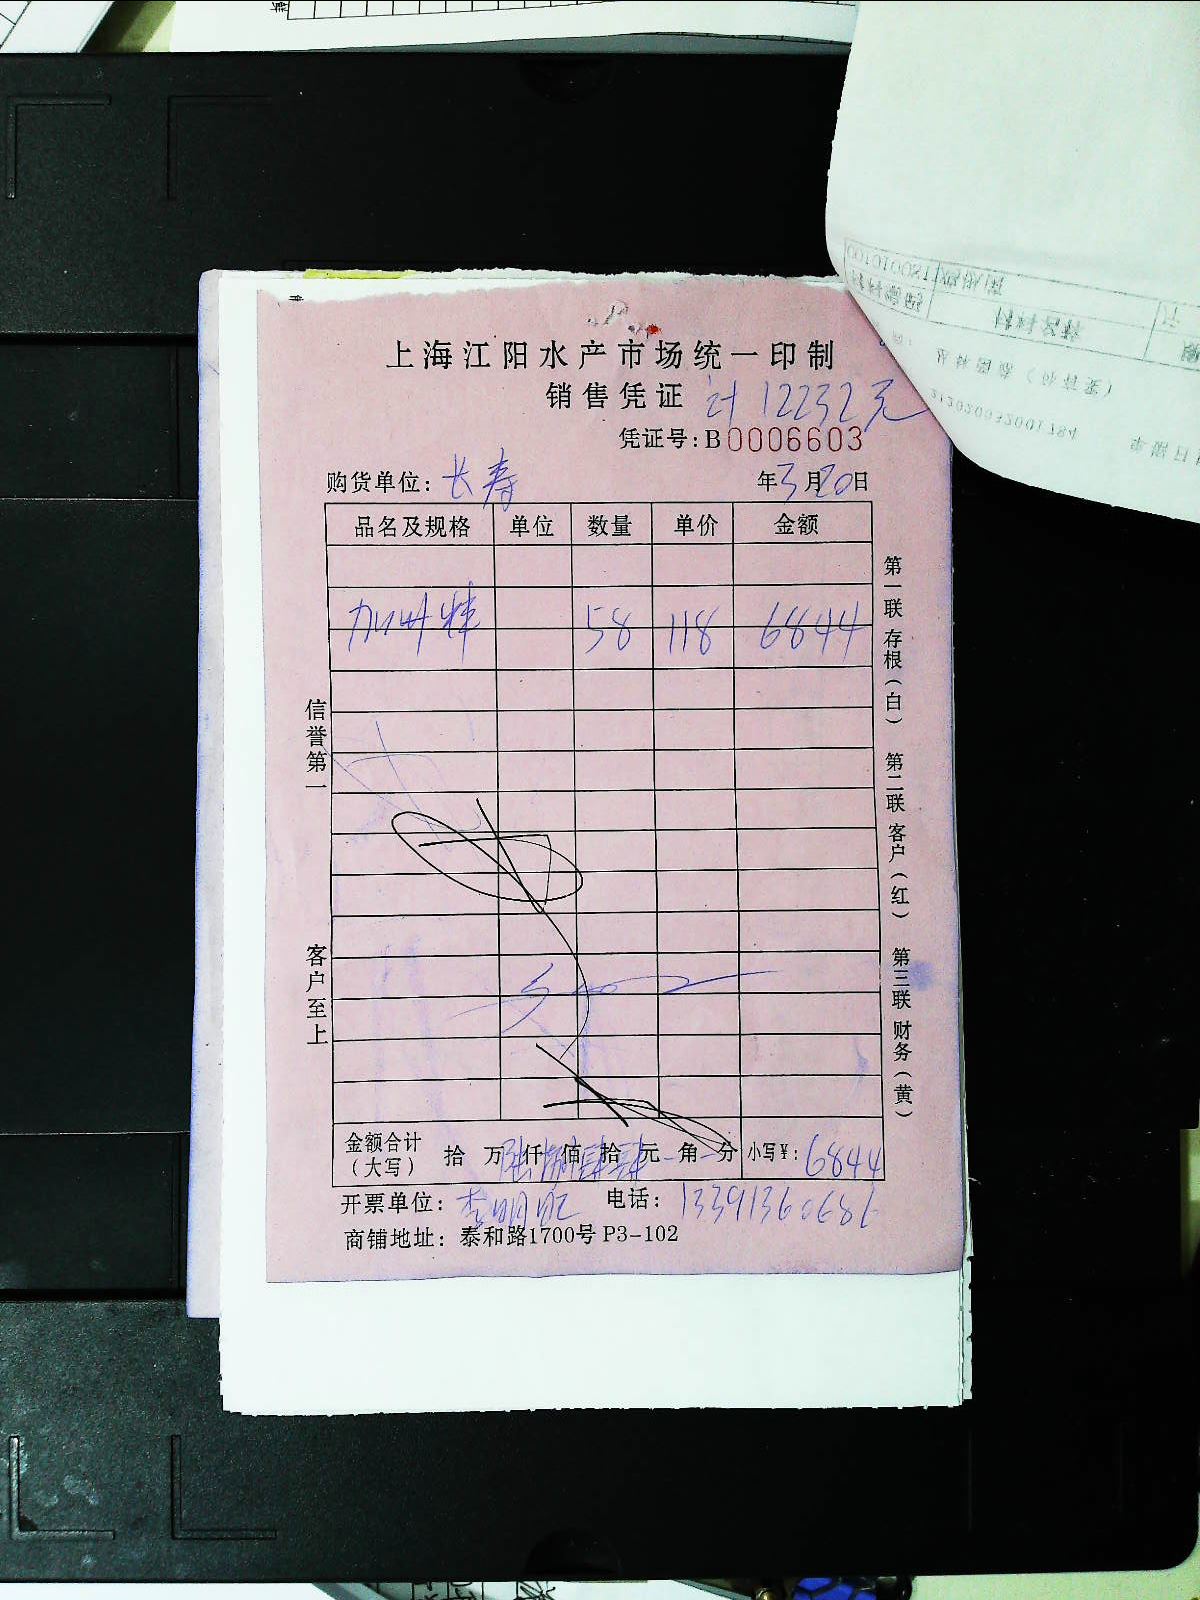 上海江阳水产市场统一印制
销售凭证 计12232元
凭证号:B0006603
购货单位:长寿 年3月20日
品名及规格 单位 数量 单价 金额
加州 58 118 6844
信誉第一
客户至上
第一联 存根(白) 第二联 客户(红) 第三联 财务(黄)
金额合计(大写) 拾 万陆仟捌佰肆拾肆元 角 分 小写¥:6844
开票单位:李明旺 电话:13391360686
商铺地址:泰和路1700号 P3-102